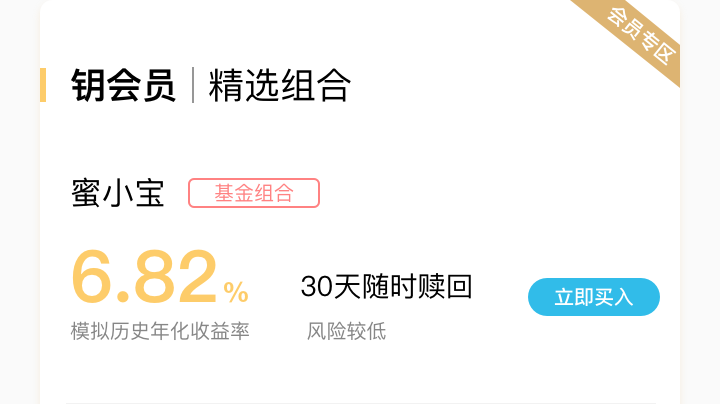 会员专区
钥会员｜精选组合
蜜小宝 基金组合
6.82% 30天随时赎回 立即买入
模拟历史年化收益率 风险较低